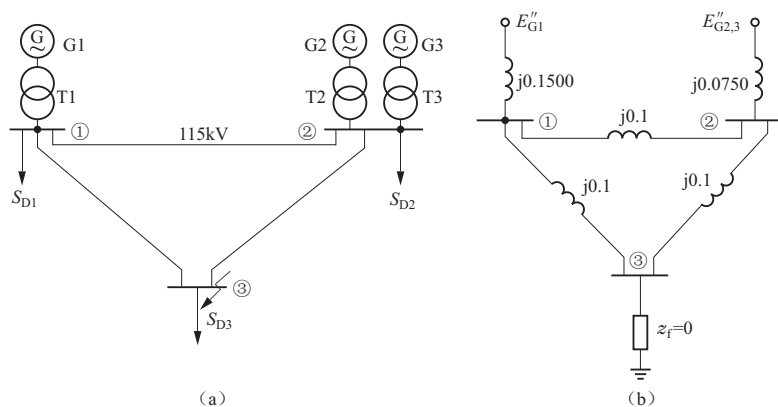 G G G
G1 G2 G3
T1 T2 T3
① 115kV ②
S_D1 S_D2
③
S_D3
(a)
E″_G1 E″_G2,3
j0.1500 j0.0750
① j0.1 ②
j0.1 j0.1
③
z_f=0
(b)